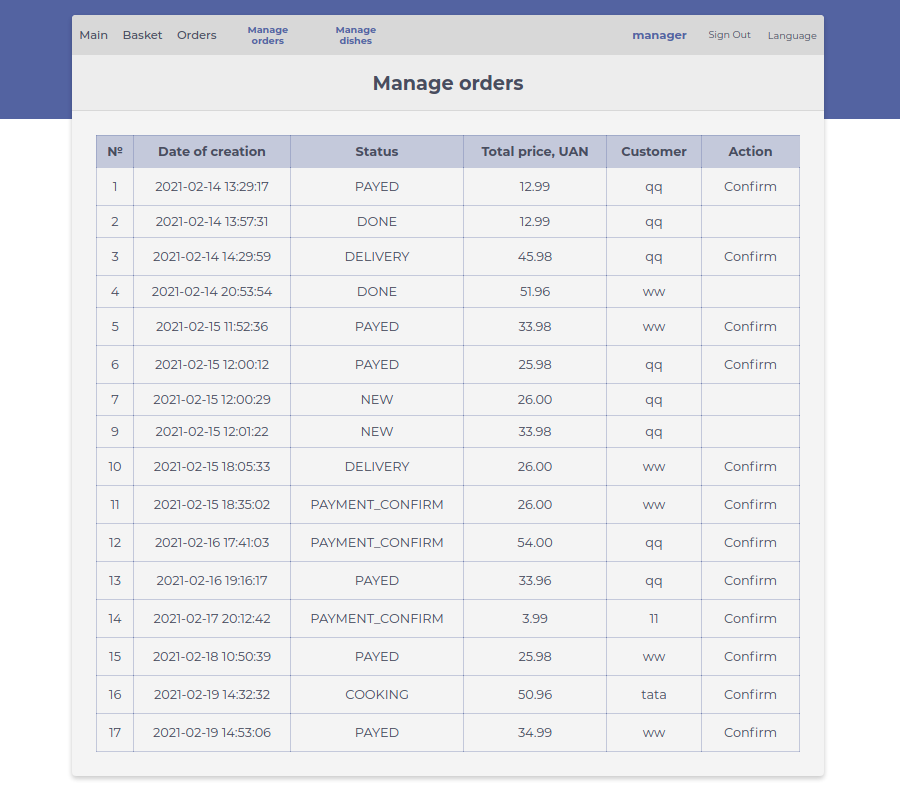 Main Basket Orders Manage orders Manage dishes manager Sign Out Language
Manage orders
№ Date of creation Status Total price, UAN Customer Action
1 2021-02-14 13:29:17 PAYED 12.99 qq Confirm
2 2021-02-14 13:57:31 DONE 12.99 qq
3 2021-02-14 14:29:59 DELIVERY 45.98 qq Confirm
4 2021-02-14 20:53:54 DONE 51.96 ww
5 2021-02-15 11:52:36 PAYED 33.98 ww Confirm
6 2021-02-15 12:00:12 PAYED 25.98 qq Confirm
7 2021-02-15 12:00:29 NEW 26.00 qq
9 2021-02-15 12:01:22 NEW 33.98 qq
10 2021-02-15 18:05:33 DELIVERY 26.00 ww Confirm
11 2021-02-15 18:35:02 PAYMENT_CONFIRM 26.00 ww Confirm
12 2021-02-16 17:41:03 PAYMENT_CONFIRM 54.00 qq Confirm
13 2021-02-16 19:16:17 PAYED 33.96 qq Confirm
14 2021-02-17 20:12:42 PAYMENT_CONFIRM 3.99 11 Confirm
15 2021-02-18 10:50:39 PAYED 25.98 ww Confirm
16 2021-02-19 14:32:32 COOKING 50.96 tata Confirm
17 2021-02-19 14:53:06 PAYED 34.99 ww Confirm